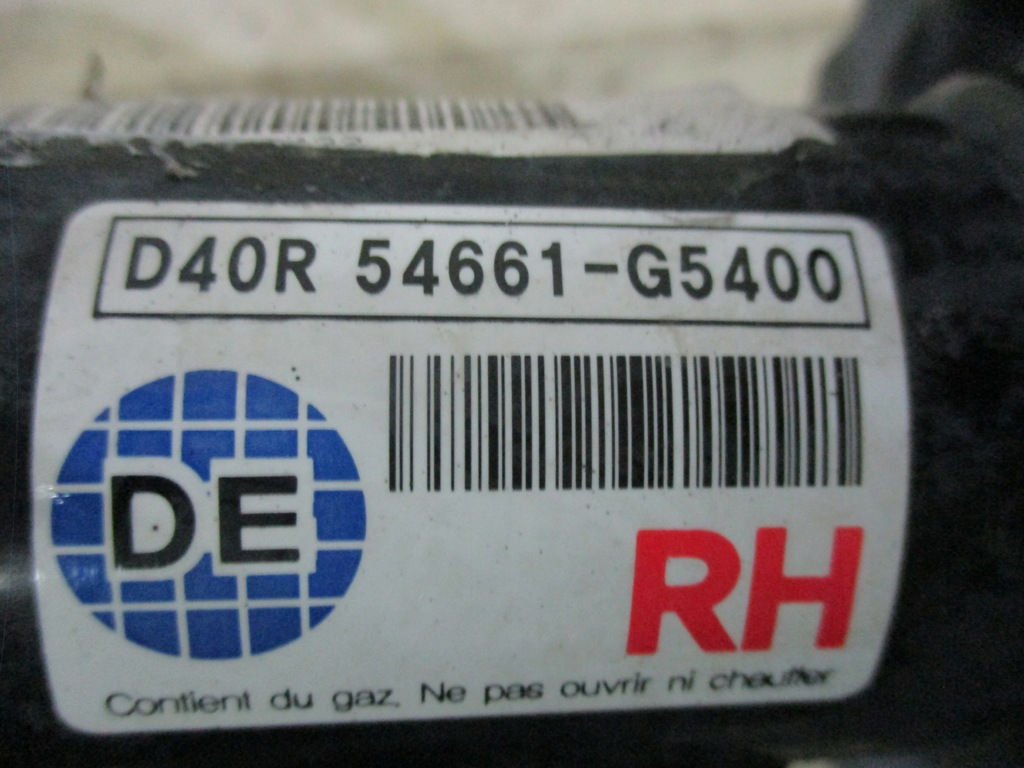 D40R 54661-G5400
DE
RH
Contient du gaz. Ne pas ouvrir ni chauffer